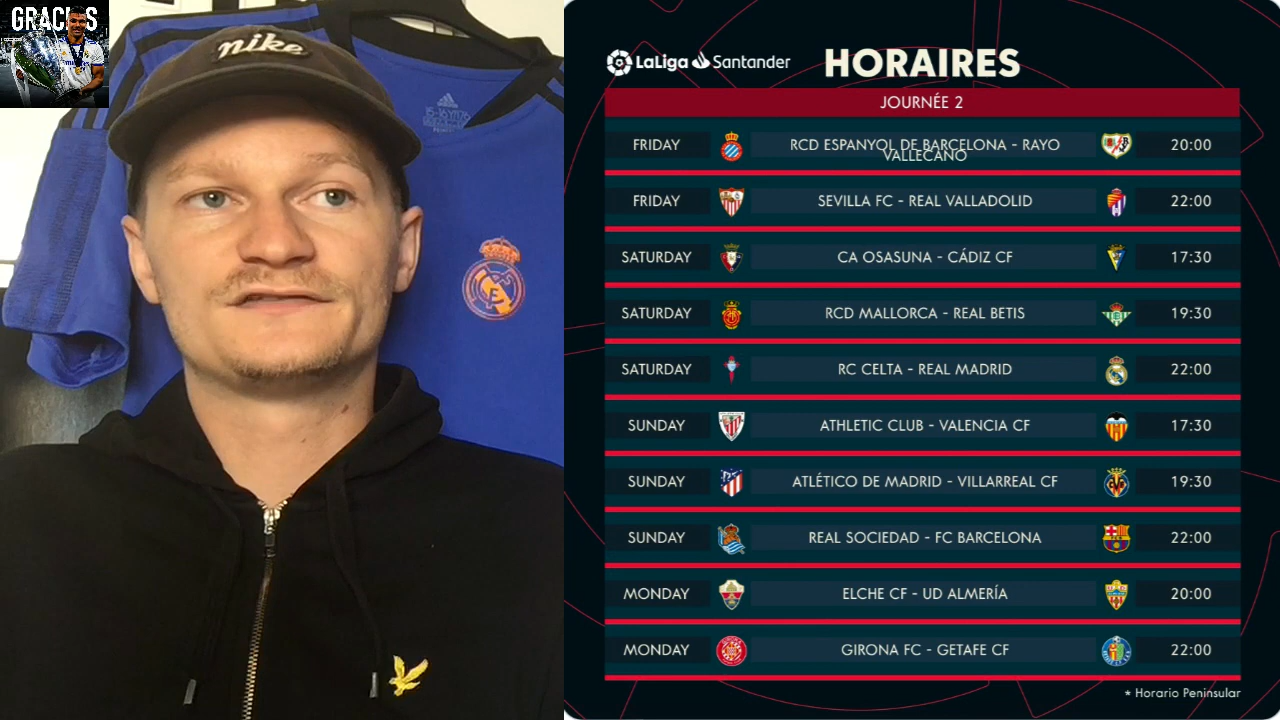 GRACIAS
nike
LaLiga Santander
HORAIRES
JOURNÉE 2
FRIDAY RCD ESPANYOL DE BARCELONA - RAYO VALLECANO 20:00
FRIDAY SEVILLA FC - REAL VALLADOLID 22:00
SATURDAY CA OSASUNA - CÁDIZ CF 17:30
SATURDAY RCD MALLORCA - REAL BETIS 19:30
SATURDAY RC CELTA - REAL MADRID 22:00
SUNDAY ATHLETIC CLUB - VALENCIA CF 17:30
SUNDAY ATLÉTICO DE MADRID - VILLARREAL CF 19:30
SUNDAY REAL SOCIEDAD - FC BARCELONA 22:00
MONDAY ELCHE CF - UD ALMERÍA 20:00
MONDAY GIRONA FC - GETAFE CF 22:00
* Horario Peninsular